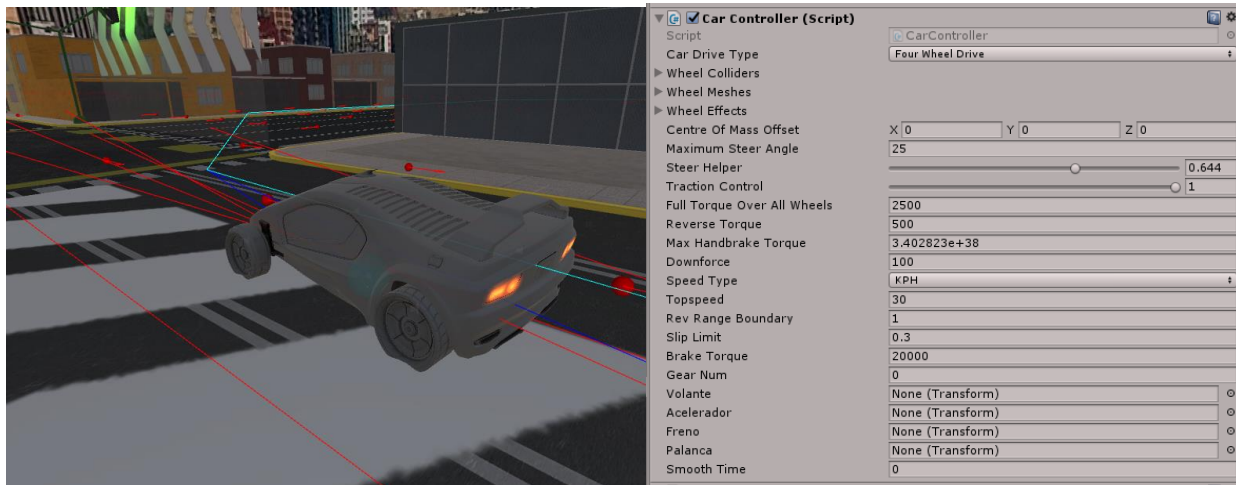 Car Controller (Script)
Script CarController
Car Drive Type Four Wheel Drive
Wheel Colliders
Wheel Meshes
Wheel Effects
Centre Of Mass Offset X 0 Y 0 Z 0
Maximum Steer Angle 25
Steer Helper 0.644
Traction Control 1
Full Torque Over All Wheels 2500
Reverse Torque 500
Max Handbrake Torque 3.402823e+38
Downforce 100
Speed Type KPH
Topspeed 30
Rev Range Boundary 1
Slip Limit 0.3
Brake Torque 20000
Gear Num 0
Volante None (Transform)
Acelerador None (Transform)
Freno None (Transform)
Palanca None (Transform)
Smooth Time 0